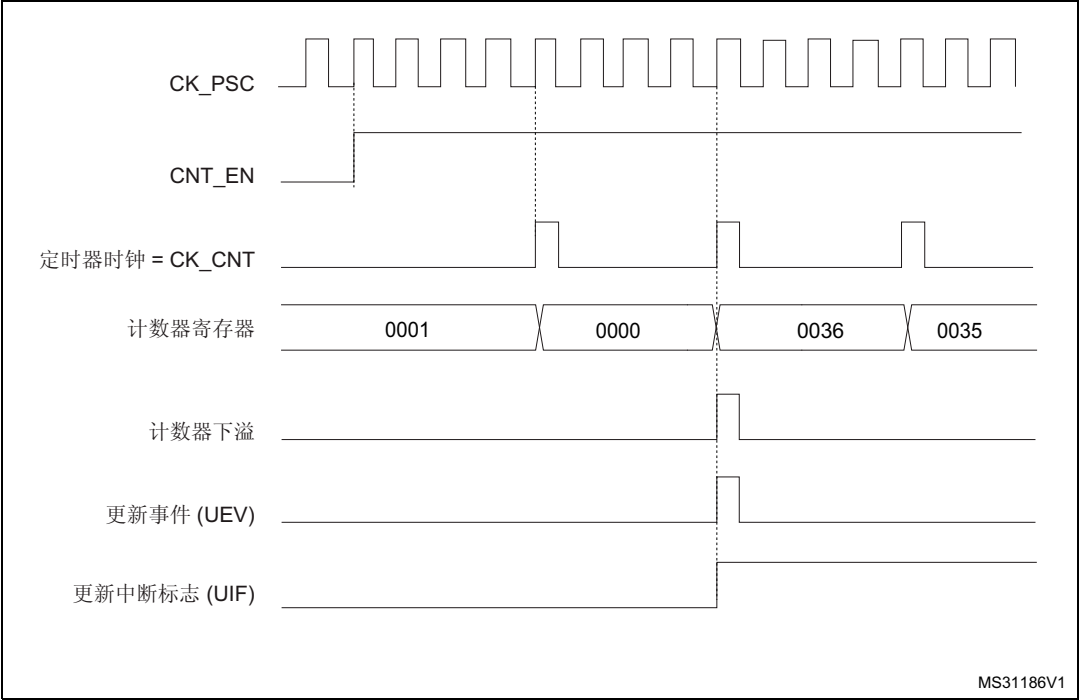 CK_PSC
CNT_EN
定时器时钟 = CK_CNT
计数器寄存器 0001 0000 0036 0035
计数器下溢
更新事件 (UEV)
更新中断标志 (UIF)
MS31186V1